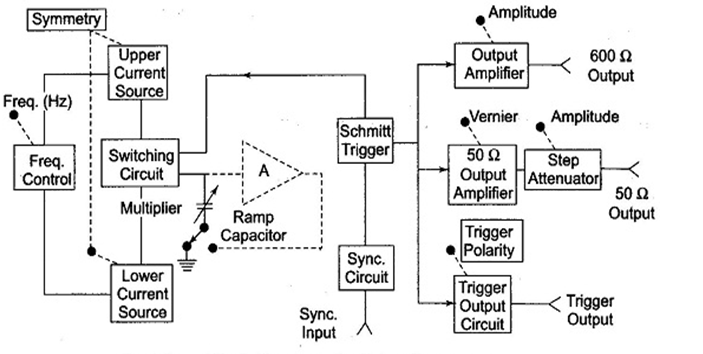 Symmetry
Upper
Current
Source
Freq. (Hz)
Freq.
Control
Switching
Circuit
Multiplier
A
Ramp
Capacitor
Lower
Current
Source
Schmitt
Trigger
Sync.
Circuit
Sync.
Input
Amplitude
Output
Amplifier
600 Ω
Output
Vernier
50 Ω
Output
Amplifier
Amplitude
Step
Attenuator
50 Ω
Output
Trigger
Polarity
Trigger
Output
Circuit
Trigger
Output